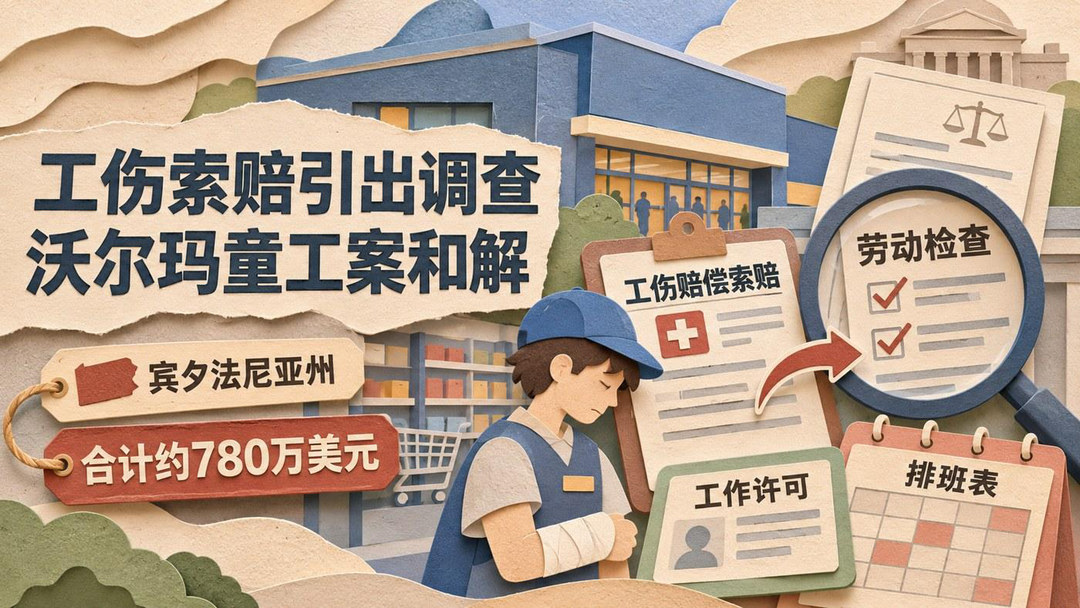 工伤索赔引出调查
沃尔玛童工案和解
宾夕法尼亚州
合计约780万美元
工伤赔偿索赔
劳动检查
工作许可
排班表